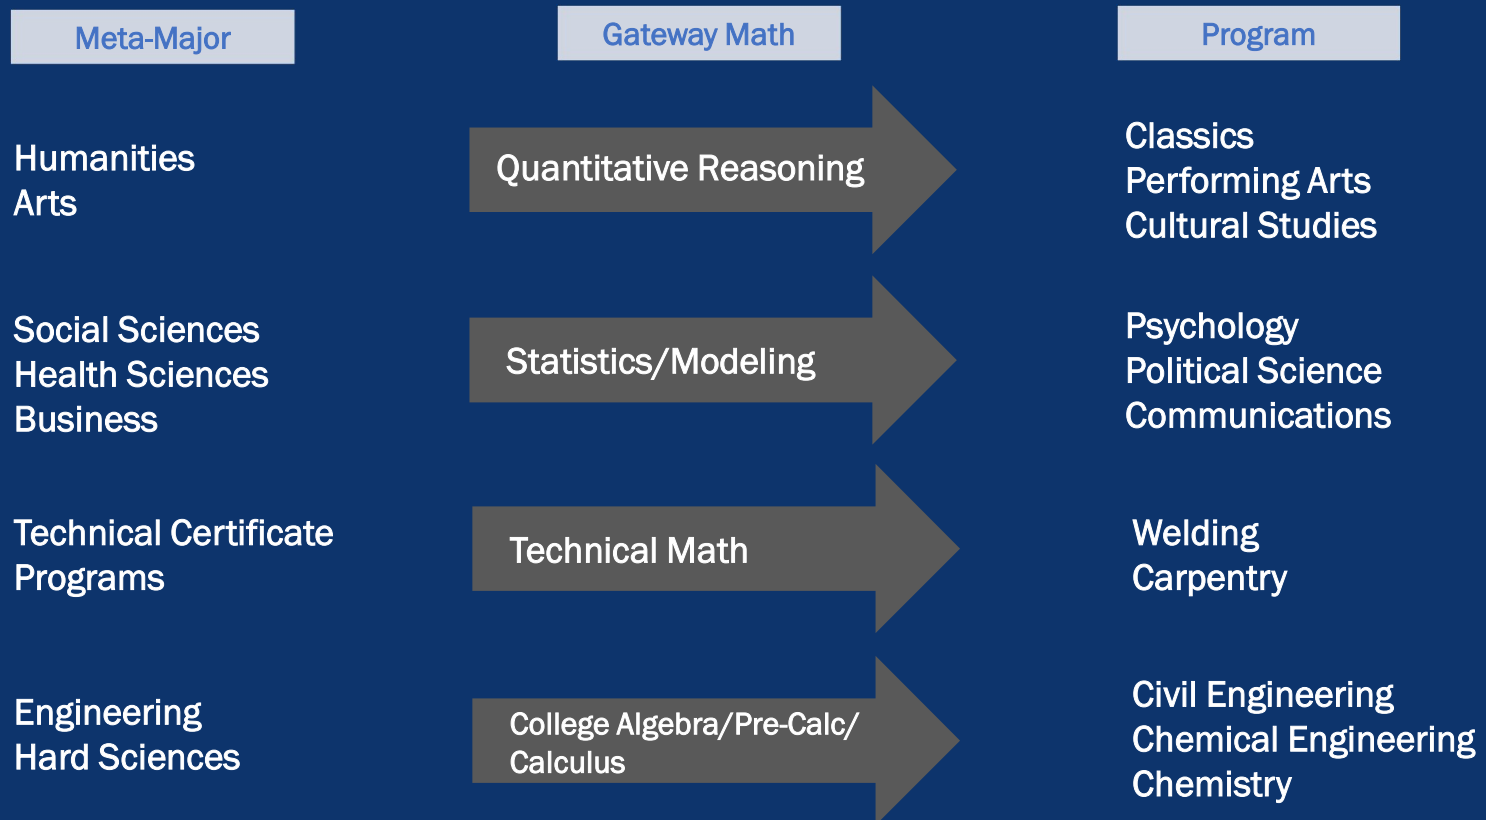 Meta-Major
Gateway Math
Program
Humanities
Arts
Quantitative Reasoning
Classics
Performing Arts
Cultural Studies
Social Sciences
Health Sciences
Business
Statistics/Modeling
Psychology
Political Science
Communications
Technical Certificate
Programs
Technical Math
Welding
Carpentry
Engineering
Hard Sciences
College Algebra/Pre-Calc/
Calculus
Civil Engineering
Chemical Engineering
Chemistry